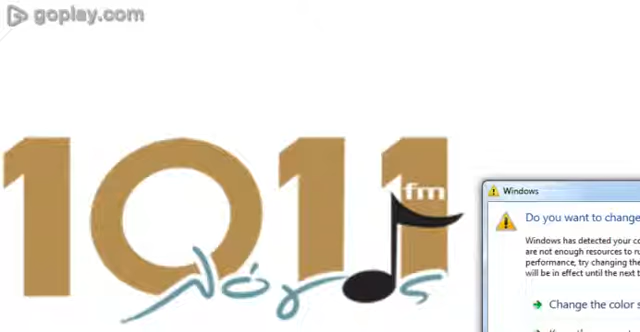 goplay.com
1011
fm
λόγος
Windows
Do you want to change
Windows has detected your co
are not enough resources to ru
performance, try changing the
will be in effect until the next t
Change the color s